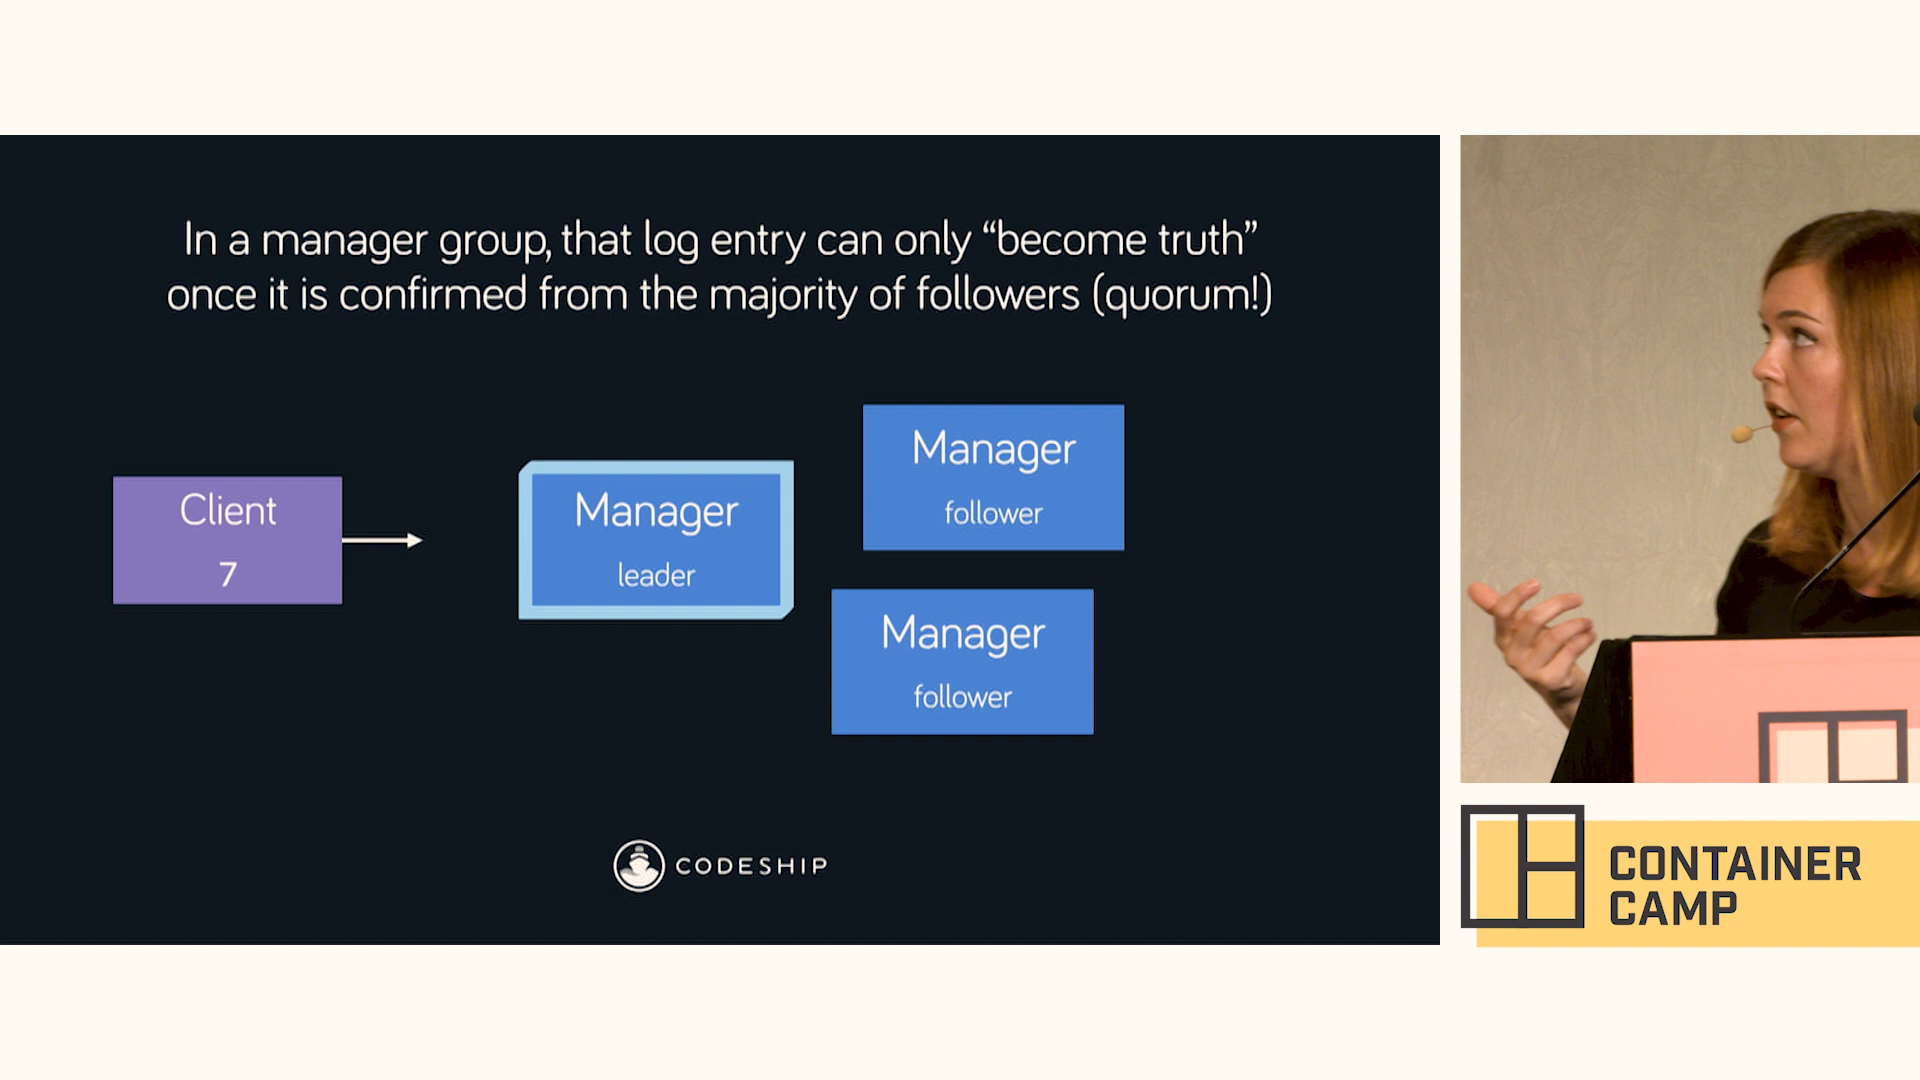 In a manager group, that log entry can only “become truth”
once it is confirmed from the majority of followers (quorum!)
Client
7
Manager
leader
Manager
follower
Manager
follower
CODESHIP
CONTAINER
CAMP